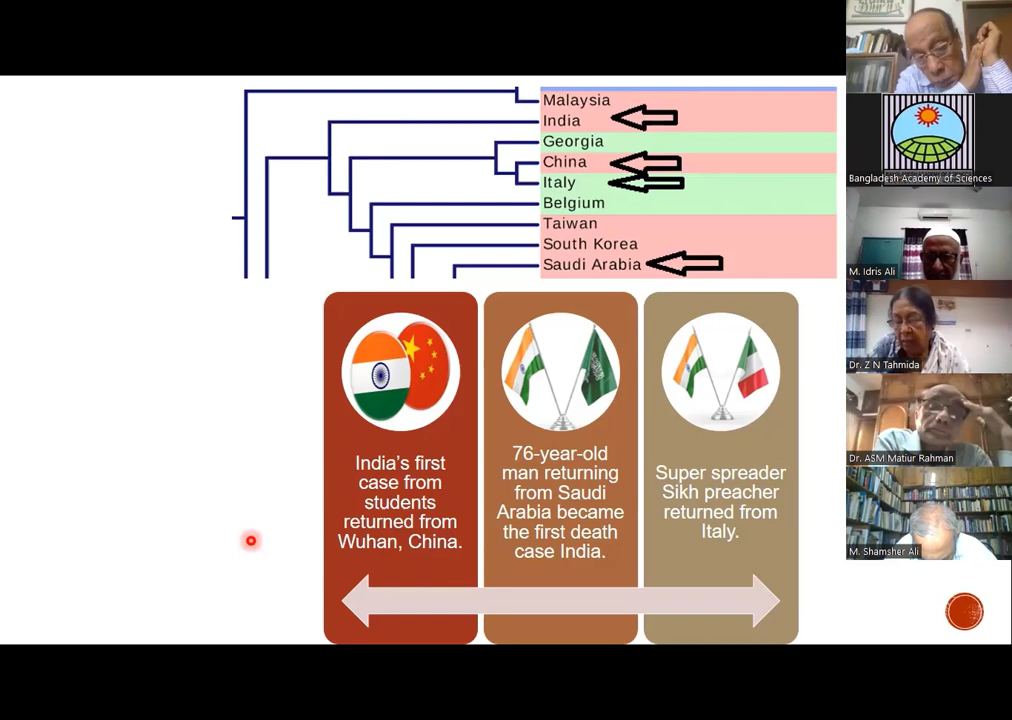 Malaysia
India
Georgia
China
Italy
Belgium
Taiwan
South Korea
Saudi Arabia
India's first
case from
students
returned from
Wuhan, China.
76-year-old
man returning
from Saudi
Arabia became
the first death
case India.
Super spreader
Sikh preacher
returned from
Italy.
Bangladesh Academy of Sciences
M. Idris Ali
Dr. Z N Tahmida
Dr. ASM Matiur Rahman
M. Shamsher Ali